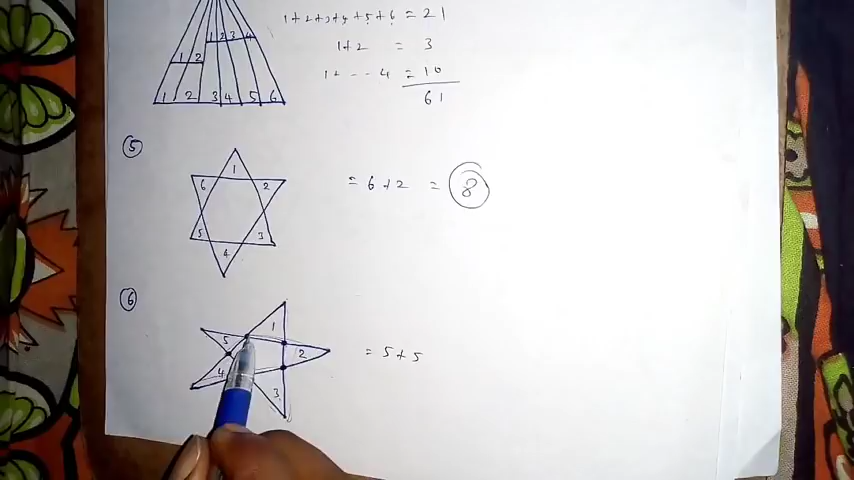 1+2+3+4+5+6 = 21
1 2 3 4
1+2 = 3
1 2
1+ - - 4 = 10
1 2 3 4 5 6
61
⑤
1
6 2
= 6+2 = 8
5 3
4
⑥
1
5
2
= 5+5
4
3